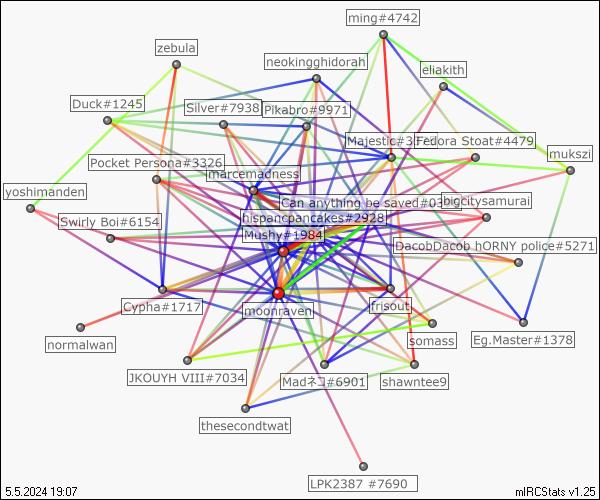 ming#4742
zebula
neokingghidorah
eliakith
Duck#1245
Silver#7938
Pikabro#9971
Majestic#3
Fedora Stoat#4479
mukszi
Pocket Persona#3326
marcemadness
yoshimanden
Can anything be saved#03
bigcitysamurai
Swirly Boi#6154
hispancpancakes#2928
Mushy#1984
DacobDacob hORNY police#5271
Cypha#1717
moonraven
frisout
normalwan
somass
Eg.Master#1378
JKOUYH VIII#7034
Madネコ#6901
shawntee9
thesecondtwat
LPK2387 #7690
5.5.2024 19:07
mIRCStats v1.25